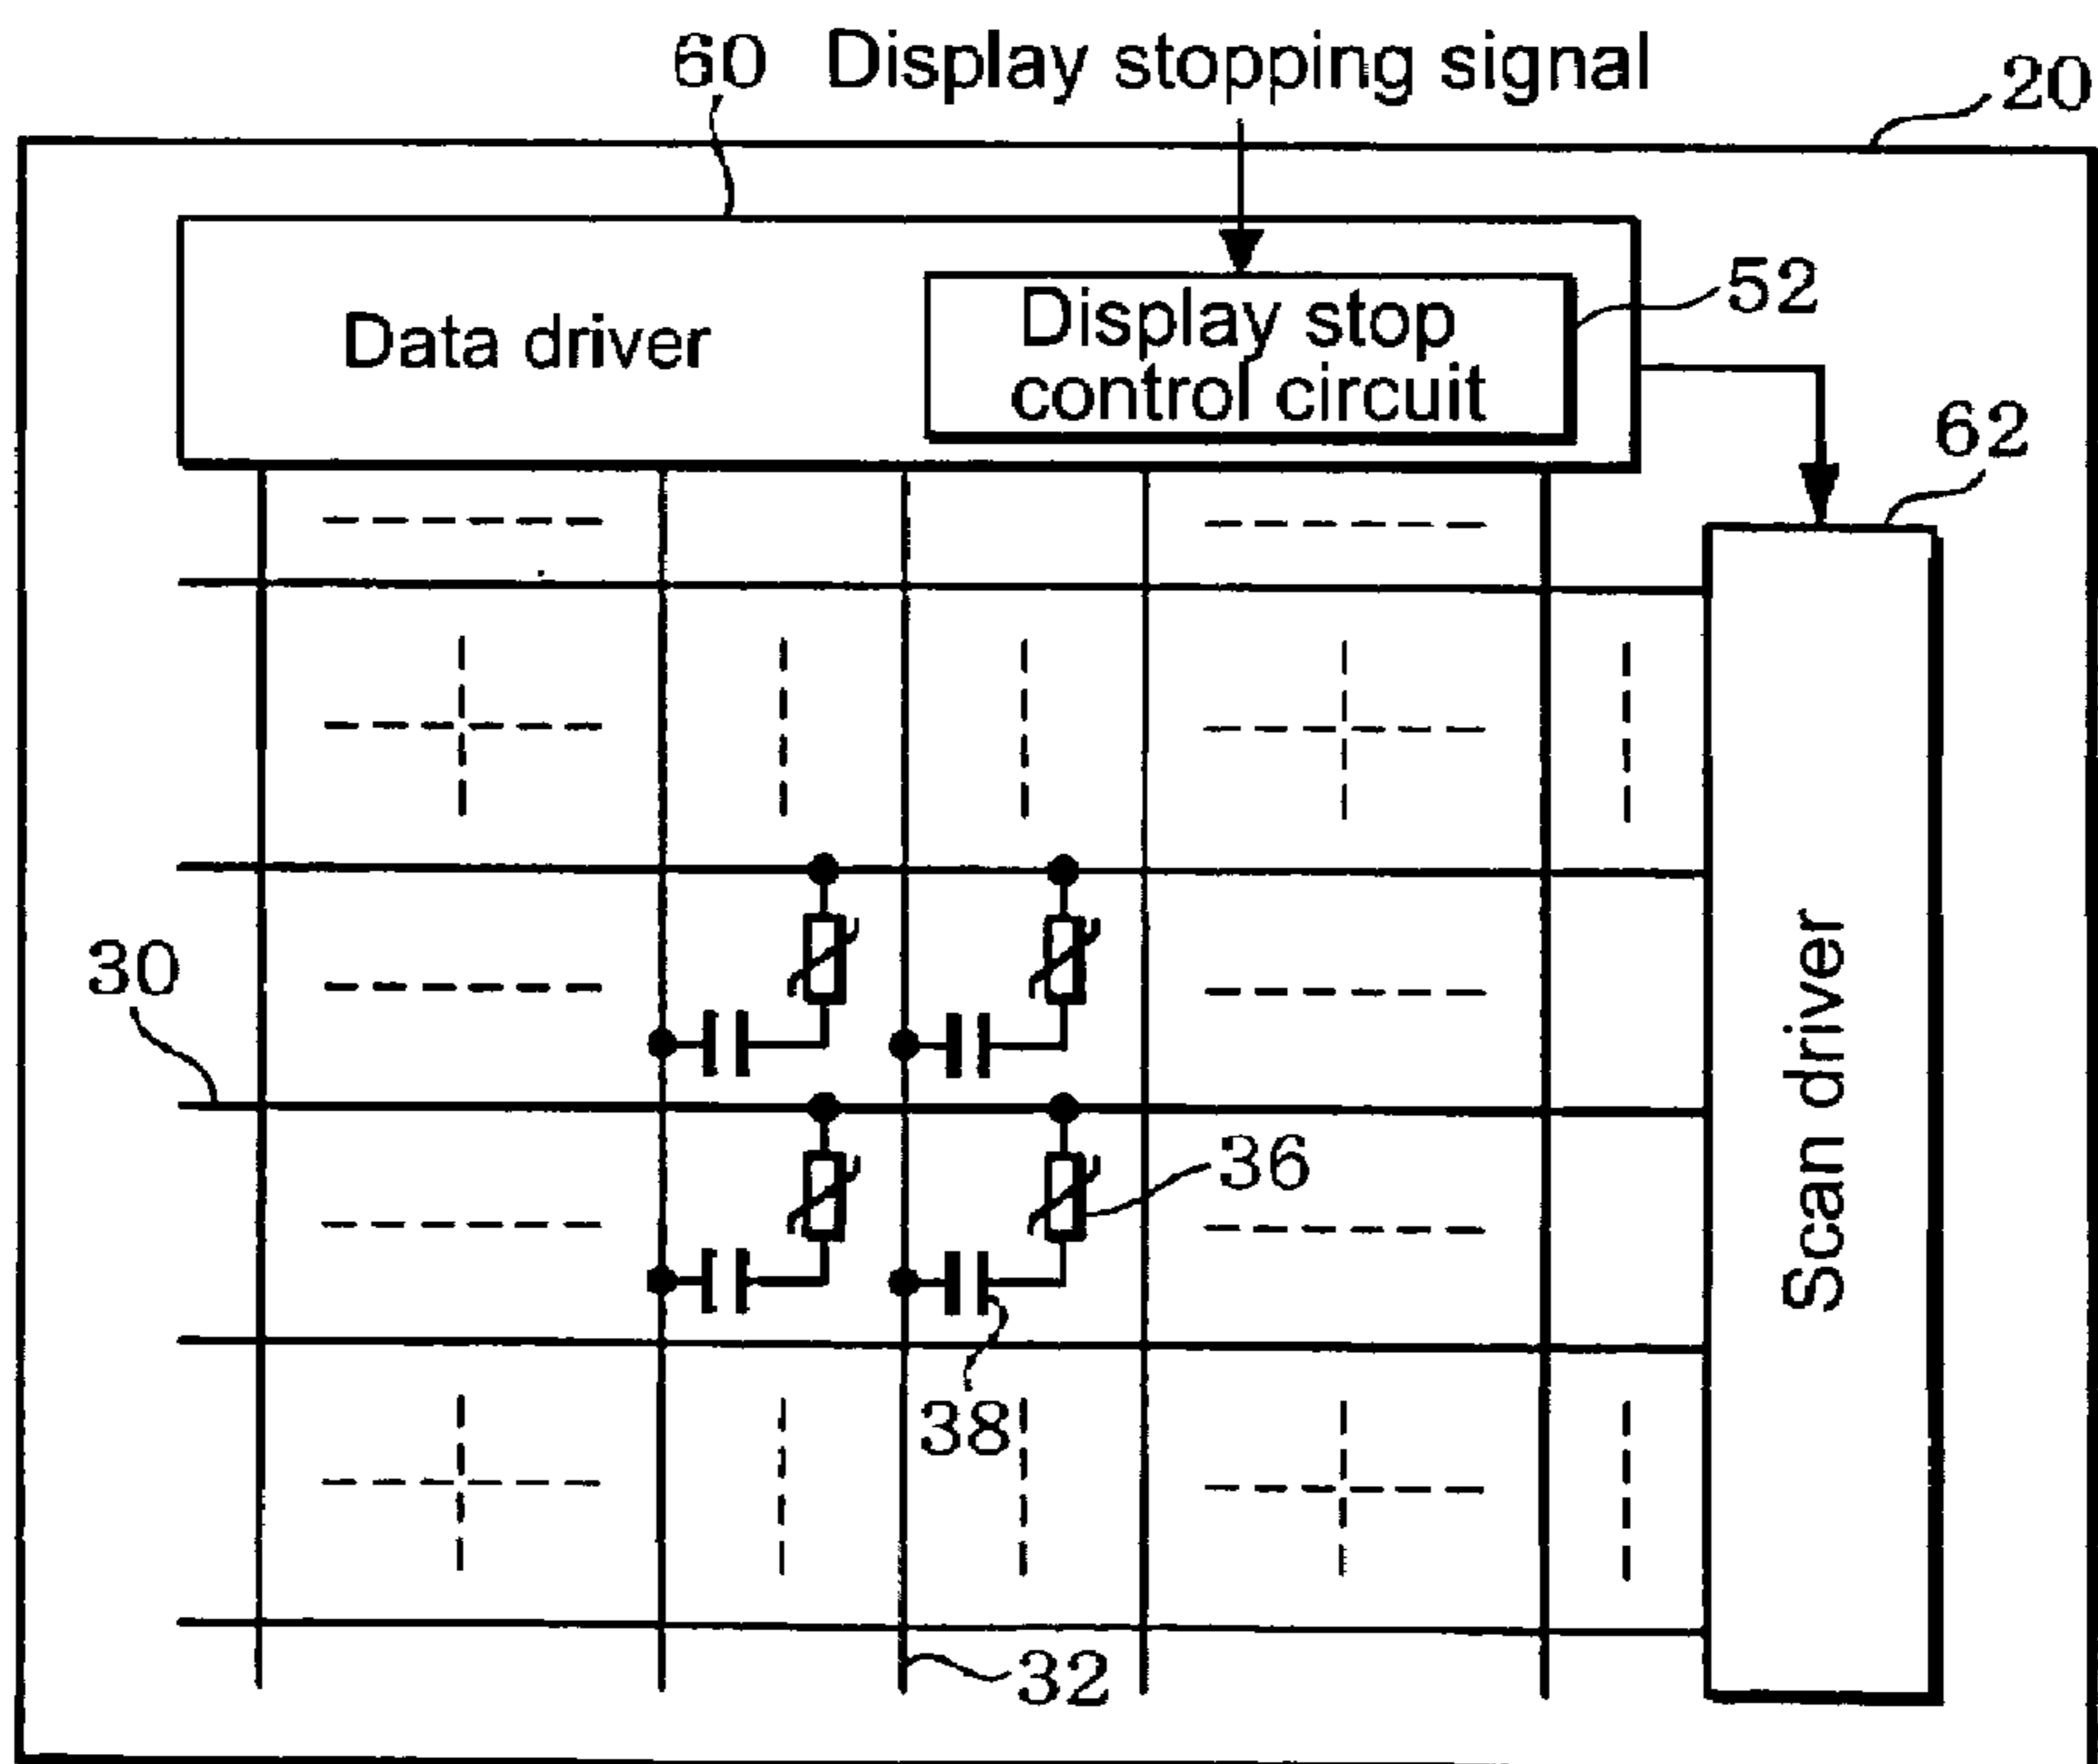 60 Display stopping signal
20
Data driver
Display stop
control circuit
52
62
30
Scan driver
36
38
32